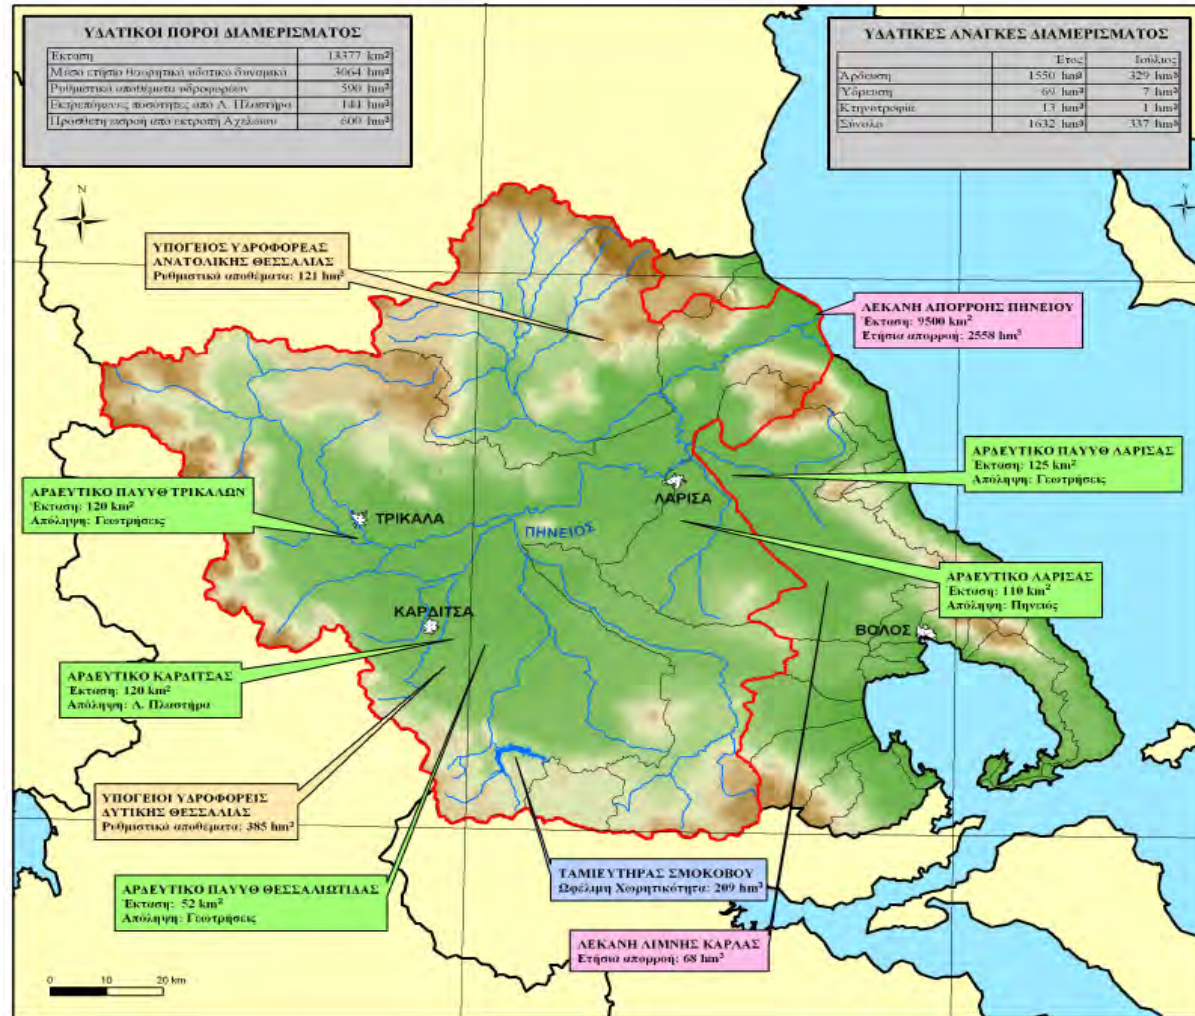 ΥΔΑΤΙΚΟΙ ΠΟΡΟΙ ΔΙΑΜΕΡΙΣΜΑΤΟΣ
Έκταση 13377 km²
Μέσο ετήσιο θεωρητικό υδατικό δυναμικό 3064 hm³
Ρυθμιστικά αποθέματα υδροφορέων 590 hm³
Εκτρεπόμενες ποσότητες από Λ. Πλαστήρα 144 hm³
Πρόσθετη εισροή από εκτροπή Αχελώου 600 hm³
ΥΔΑΤΙΚΕΣ ΑΝΑΓΚΕΣ ΔΙΑΜΕΡΙΣΜΑΤΟΣ
Έτος Ιούλιος
Άρδευση 1550 hm³ 329 hm³
Ύδρευση 69 hm³ 7 hm³
Κτηνοτροφία 13 hm³ 1 hm³
Σύνολο 1632 hm³ 337 hm³
N
N
ΥΠΟΓΕΙΟΣ ΥΔΡΟΦΟΡΕΑΣ
ΑΝΑΤΟΛΙΚΗΣ ΘΕΣΣΑΛΙΑΣ
Ρυθμιστικά αποθέματα: 121 hm³
ΛΕΚΑΝΗ ΑΠΟΡΡΟΗΣ ΠΗΝΕΙΟΥ
Έκταση: 9500 km²
Ετήσια απορροή: 2558 hm³
ΑΡΔΕΥΤΙΚΟ ΠΑΥΥΘ ΛΑΡΙΣΑΣ
Έκταση: 125 km²
Απόληψη: Γεωτρήσεις
ΑΡΔΕΥΤΙΚΟ ΠΑΥΥΘ ΤΡΙΚΑΛΩΝ
Έκταση: 120 km²
Απόληψη: Γεωτρήσεις
ΛΑΡΙΣΑ
ΤΡΙΚΑΛΑ
ΠΗΝΕΙΟΣ
ΑΡΔΕΥΤΙΚΟ ΛΑΡΙΣΑΣ
Έκταση: 110 km²
Απόληψη: Πηνειός
ΚΑΡΔΙΤΣΑ
ΒΟΛΟΣ
ΑΡΔΕΥΤΙΚΟ ΚΑΡΔΙΤΣΑΣ
Έκταση: 120 km²
Απόληψη: Λ. Πλαστήρα
ΥΠΟΓΕΙΟΙ ΥΔΡΟΦΟΡΕΙΣ
ΔΥΤΙΚΗΣ ΘΕΣΣΑΛΙΑΣ
Ρυθμιστικά αποθέματα: 385 hm³
ΤΑΜΙΕΥΤΗΡΑΣ ΣΜΟΚΟΒΟΥ
Ωφέλιμη Χωρητικότητα: 209 hm³
ΑΡΔΕΥΤΙΚΟ ΠΑΥΥΘ ΘΕΣΣΑΛΙΩΤΙΔΑΣ
Έκταση: 52 km²
Απόληψη: Γεωτρήσεις
ΛΕΚΑΝΗ ΛΙΜΝΗΣ ΚΑΡΛΑΣ
Ετήσια απορροή: 68 hm³
0 10 20 km